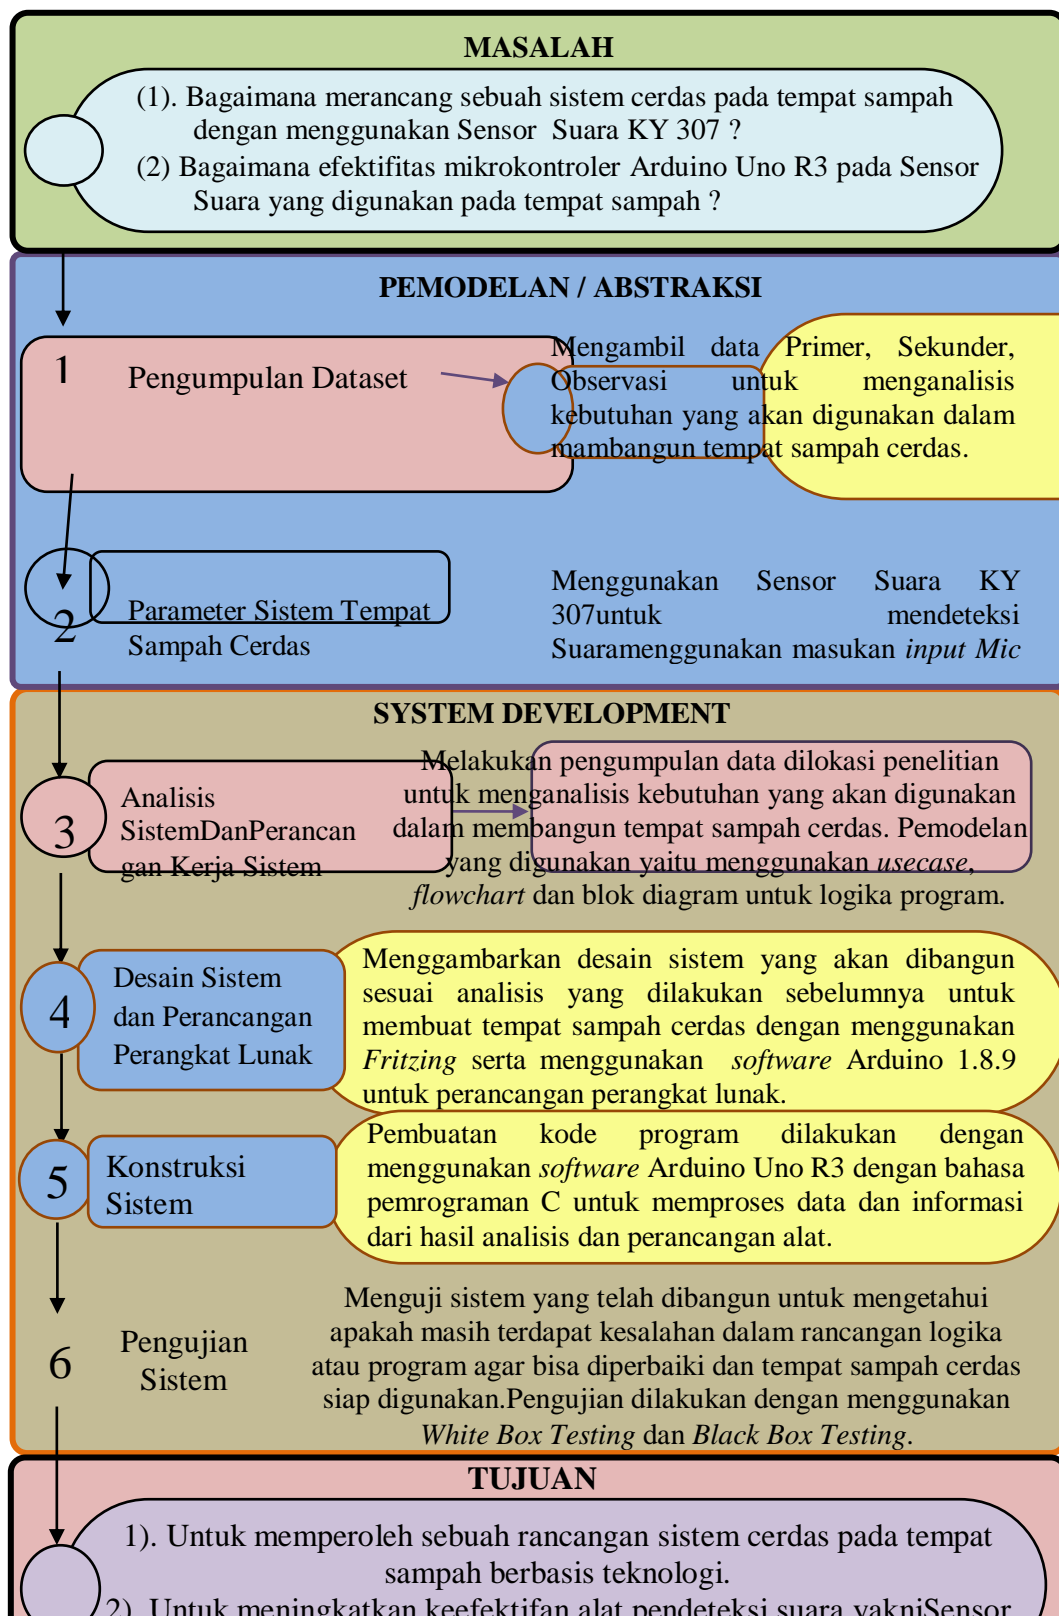 MASALAH
(1). Bagaimana merancang sebuah sistem cerdas pada tempat sampah
dengan menggunakan Sensor Suara KY 307 ?
(2) Bagaimana efektifitas mikrokontroler Arduino Uno R3 pada Sensor
Suara yang digunakan pada tempat sampah ?
PEMODELAN / ABSTRAKSI
1
Pengumpulan Dataset
Mengambil data Primer, Sekunder,
Observasi untuk menganalisis
kebutuhan yang akan digunakan dalam
mambangun tempat sampah cerdas.
2
Parameter Sistem Tempat
Sampah Cerdas
Menggunakan Sensor Suara KY
307untuk mendeteksi
Suaramenggunakan masukan input Mic
SYSTEM DEVELOPMENT
3
Analisis
SistemDanPerancan
gan Kerja Sistem
Melakukan pengumpulan data dilokasi penelitian
untuk menganalisis kebutuhan yang akan digunakan
dalam membangun tempat sampah cerdas. Pemodelan
yang digunakan yaitu menggunakan usecase,
flowchart dan blok diagram untuk logika program.
4
Desain Sistem
dan Perancangan
Perangkat Lunak
Menggambarkan desain sistem yang akan dibangun
sesuai analisis yang dilakukan sebelumnya untuk
membuat tempat sampah cerdas dengan menggunakan
Fritzing serta menggunakan software Arduino 1.8.9
untuk perancangan perangkat lunak.
5
Konstruksi
Sistem
Pembuatan kode program dilakukan dengan
menggunakan software Arduino Uno R3 dengan bahasa
pemrograman C untuk memproses data dan informasi
dari hasil analisis dan perancangan alat.
6
Pengujian
Sistem
Menguji sistem yang telah dibangun untuk mengetahui
apakah masih terdapat kesalahan dalam rancangan logika
atau program agar bisa diperbaiki dan tempat sampah cerdas
siap digunakan.Pengujian dilakukan dengan menggunakan
White Box Testing dan Black Box Testing.
TUJUAN
1). Untuk memperoleh sebuah rancangan sistem cerdas pada tempat
sampah berbasis teknologi.
2). Untuk meningkatkan keefektifan alat pendeteksi suara yakniSensor